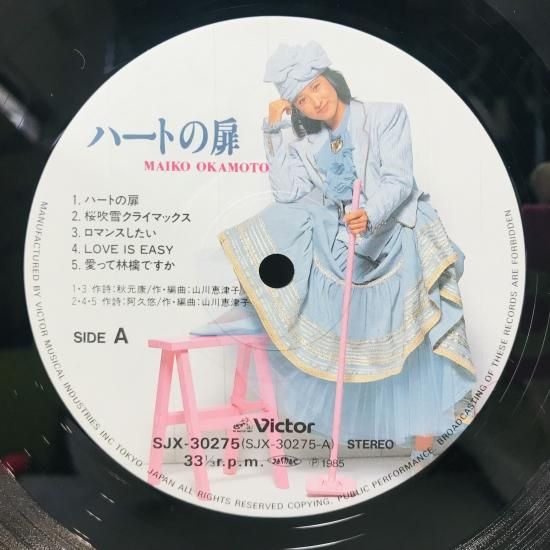 ハートの扉
MAIKO OKAMOTO
1. ハートの扉
2. 桜吹雪クライマックス
3. ロマンスしたい
4. LOVE IS EASY
5. 愛って林檎ですか
1・3 作詩:秋元康/作・編曲:山川恵津子
2・4・5 作詩:阿久悠/作・編曲:山川恵津子
SIDE A
Victor
SJX-30275(SJX-30275-A) STEREO
33⅓r.p.m. JASRAC Ⓟ1985
MANUFACTURED BY VICTOR MUSICAL INDUSTRIES INC TOKYO JAPAN ALL RIGHTS RESERVED COPYING, PUBLIC PERFORMANCE, BROADCASTING OF THESE RECORDS ARE FORBIDDEN